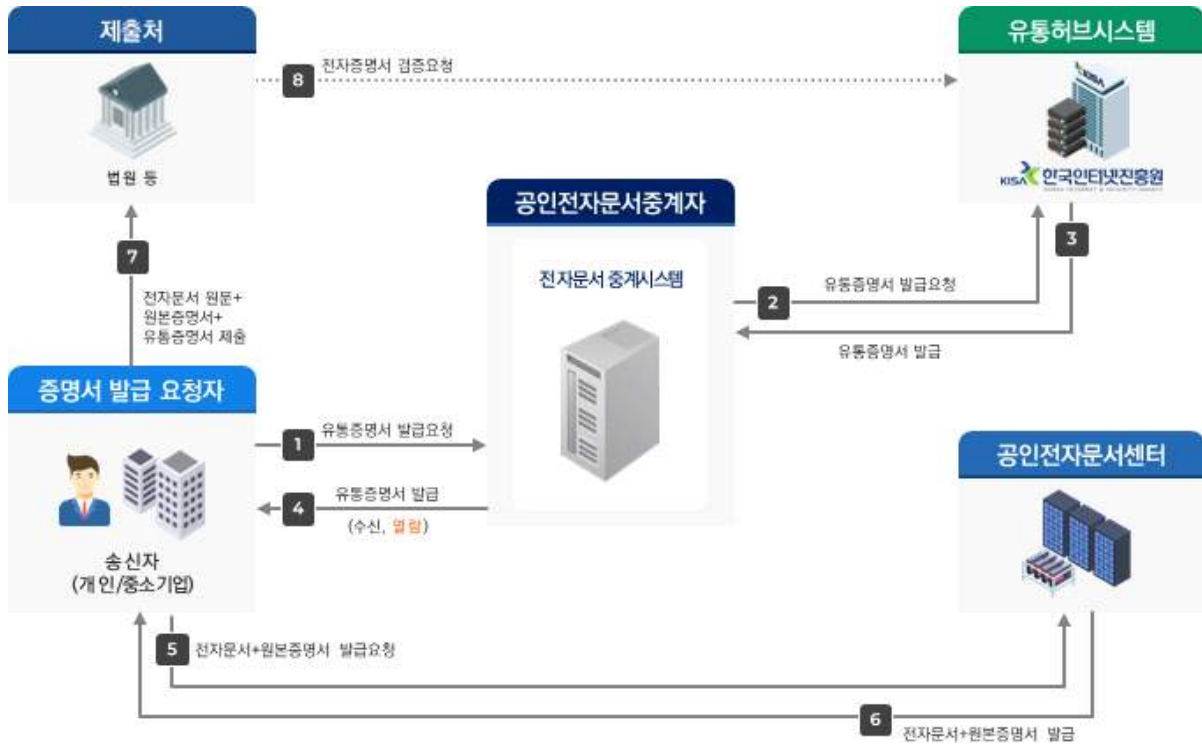 제출처
법원 등
8
전자증명서 검증요청
유통허브시스템
KISA
KISA 한국인터넷진흥원
공인전자문서중계자
전자문서 중계시스템
7
전자문서 원문+
원본증명서+
유통증명서 제출
2
유통증명서 발급요청
3
유통증명서 발급
증명서 발급 요청자
송신자
(개인/중소기업)
1
유통증명서 발급요청
4
유통증명서 발급
(수신, 열람)
공인전자문서센터
5
전자문서+원본증명서 발급요청
6
전자문서+원본증명서 발급